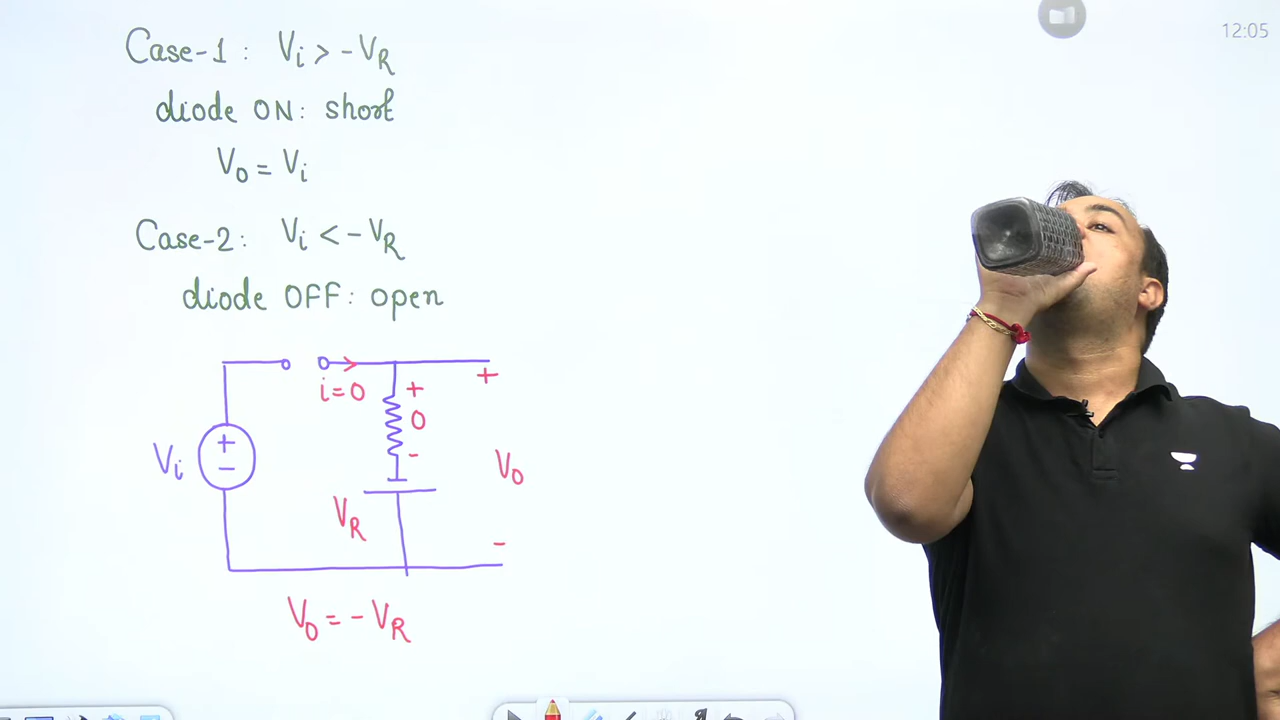 12:05
Case-1: Vi > -VR
diode ON: short
Vo = Vi
Case-2: Vi < -VR
diode OFF: open
i=0
+
0
-
+
Vo
-
Vi
+
-
VR
Vo = -VR